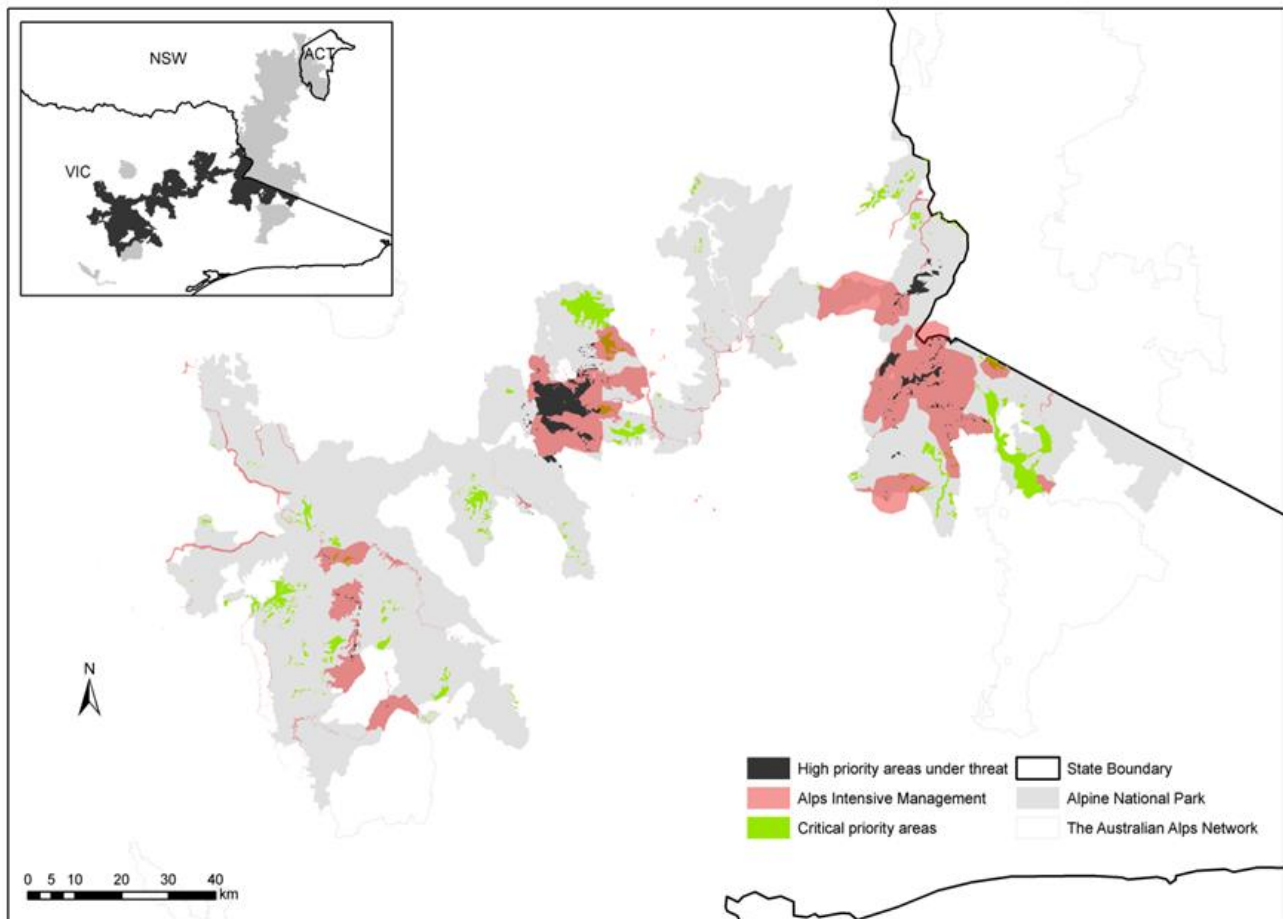 NSW
ACT
VIC
N
High priority areas under threat
State Boundary
Alps Intensive Management
Alpine National Park
Critical priority areas
The Australian Alps Network
0 5 10 20 30 40
km